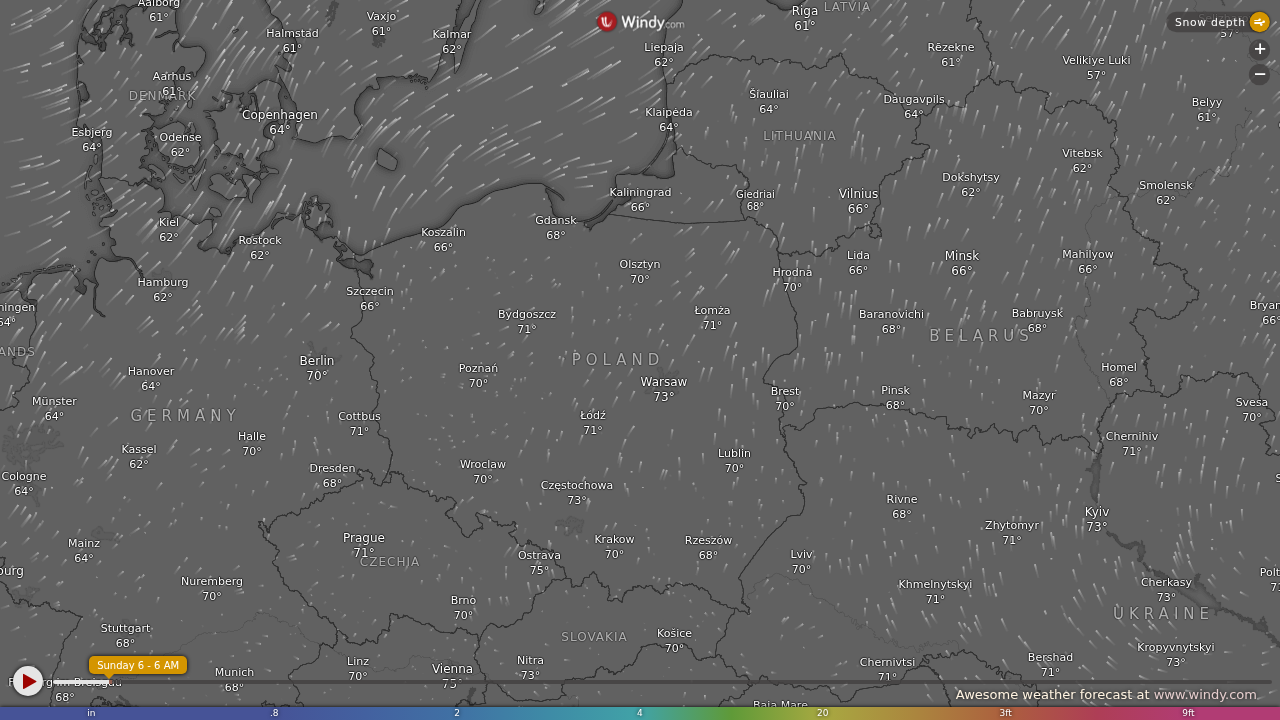 Aalborg
61°
Vaxjo
61°
Halmstad
61°
Kalmar
62°
Windy.com
Liepaja
62°
Riga
61°
LATVIA
Rēzekne
61°
Velikiye Luki
57°
57°
Snow depth
+
−
Aarhus
61°
DENMARK
Copenhagen
64°
Esbjerg
64°
Odense
62°
Klaipėda
64°
Šiauliai
64°
LITHUANIA
Daugavpils
64°
Belyy
61°
Vitebsk
62°
Dokshytsy
62°
Smolensk
62°
Kaliningrad
66°
Giedriai
68°
Vilnius
66°
Kiel
62°
Rostock
62°
Koszalin
66°
Gdansk
68°
Olsztyn
70°
Hrodna
70°
Lida
66°
Minsk
66°
Mahilyow
66°
Hamburg
62°
Szczecin
66°
Bydgoszcz
71°
Łomża
71°
Baranovichi
68°
Babruysk
68°
BELARUS
66°
64°
Hanover
64°
Berlin
70°
Poznań
70°
POLAND
Warsaw
73°
Brest
70°
Pinsk
68°
Homel
68°
Mazyr
70°
Svesa
70°
Münster
64°
GERMANY
Cottbus
71°
Łódź
71°
Halle
70°
Kassel
62°
Chernihiv
71°
Cologne
64°
Dresden
68°
Wroclaw
70°
Częstochowa
73°
Lublin
70°
Rivne
68°
Zhytomyr
71°
Kyiv
73°
Mainz
64°
Prague
71°
CZECHIA
Ostrava
75°
Krakow
70°
Rzeszów
68°
Lviv
70°
Nuremberg
70°
Brno
70°
Khmelnytskyi
71°
Cherkasy
73°
UKRAINE
Stuttgart
68°
SLOVAKIA
Košice
70°
Kropyvnytskyi
73°
Sunday 6 - 6 AM
68°
Munich
68°
Linz
70°
Vienna
Nitra
73°
Chernivtsi
71°
Bershad
71°
Awesome weather forecast at www.windy.com
Baia Mare
in
.8
2
4
20
3ft
9ft